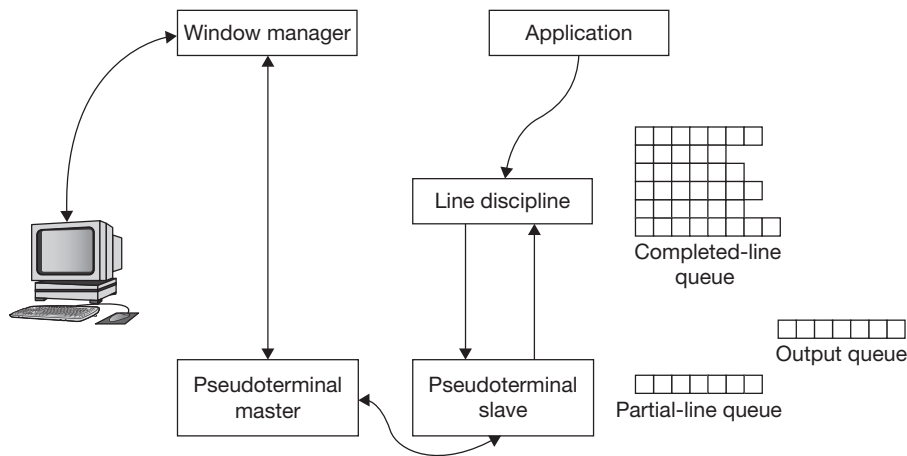 Window manager
Application
Line discipline
Completed-line
queue
Output queue
Pseudoterminal
master
Pseudoterminal
slave
Partial-line queue